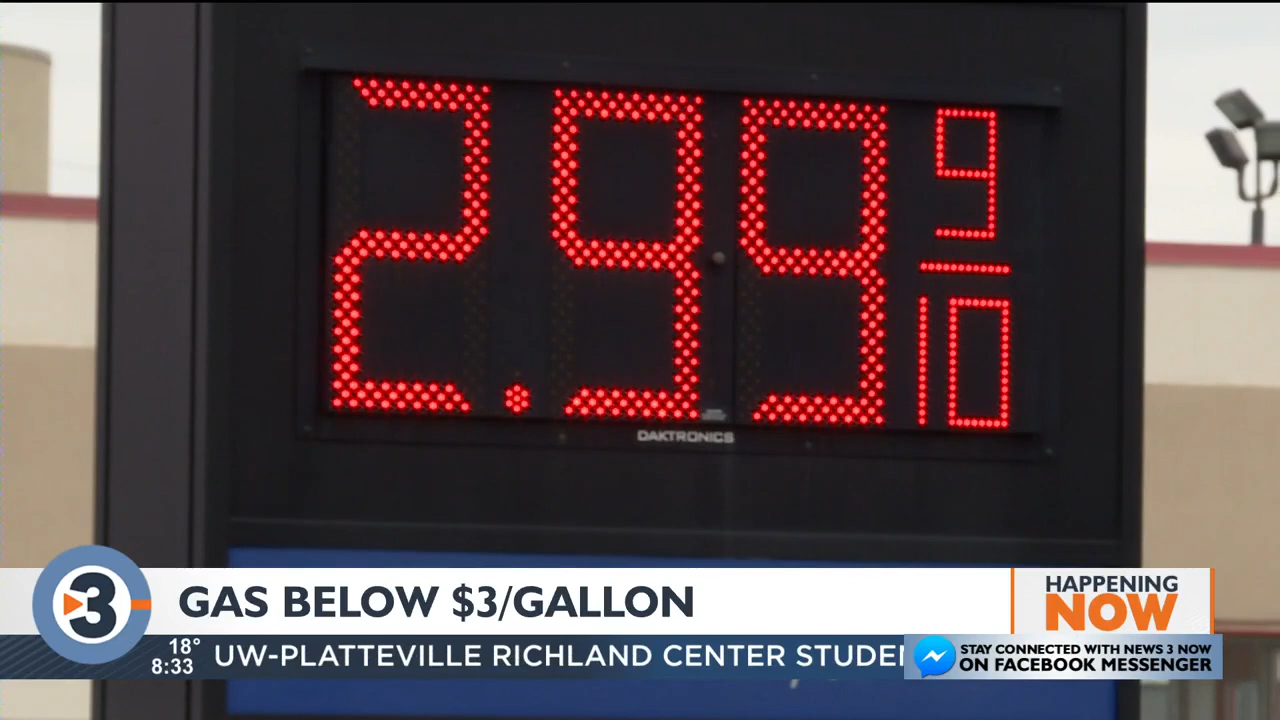 2.99 9/10
DAKTRONICS
3
GAS BELOW $3/GALLON
HAPPENING
NOW
18°
8:33
UW-PLATTEVILLE RICHLAND CENTER STUDEN
STAY CONNECTED WITH NEWS 3 NOW
ON FACEBOOK MESSENGER